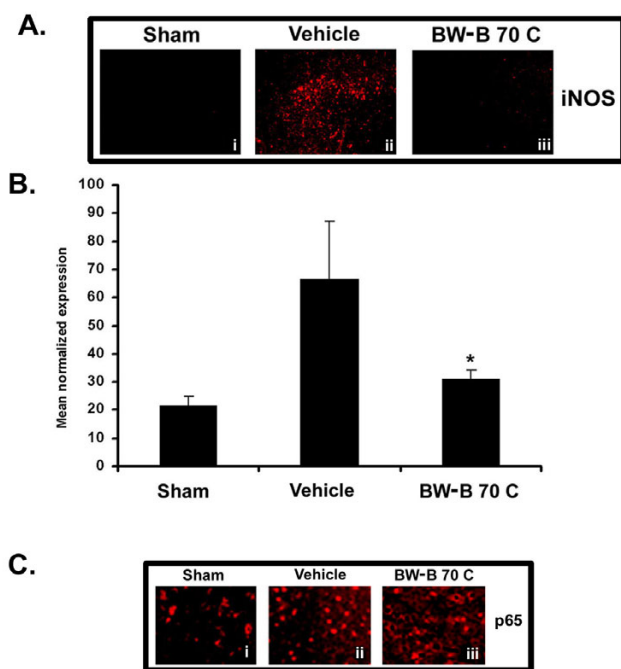 A.
Sham Vehicle BW-B 70 C
i ii iii iNOS
B.
100
90
80
70
60
50
40
30
20
10
0
Mean normalized expression
*
Sham Vehicle BW-B 70 C
C.
Sham Vehicle BW-B 70 C
i ii iii p65